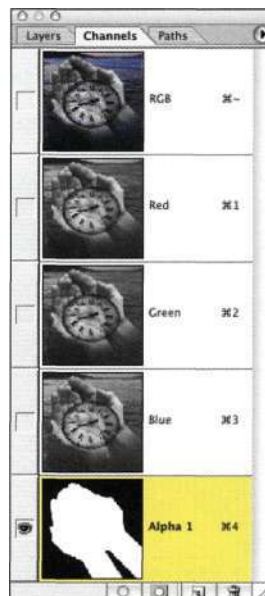 Layers Channels Paths
RGB ⌘~
Red ⌘1
Green ⌘2
Blue ⌘3
Alpha 1 ⌘4